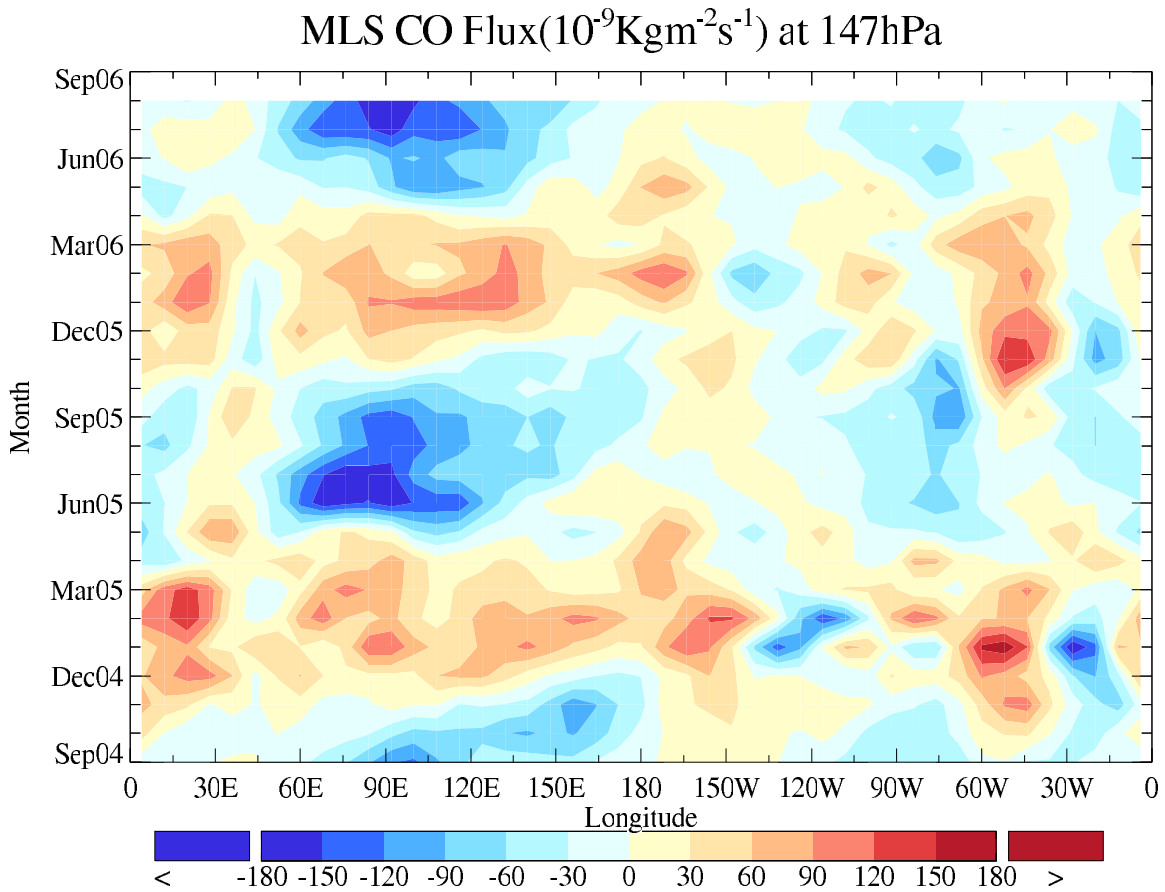 MLS CO Flux(10-9Kgm-2s-1) at 147hPa
Sep06
Jun06
Mar06
Dec05
Sep05
Jun05
Mar05
Dec04
Sep04
Month
0 30E 60E 90E 120E 150E 180 150W 120W 90W 60W 30W 0
Longitude
< -180 -150 -120 -90 -60 -30 0 30 60 90 120 150 180 >